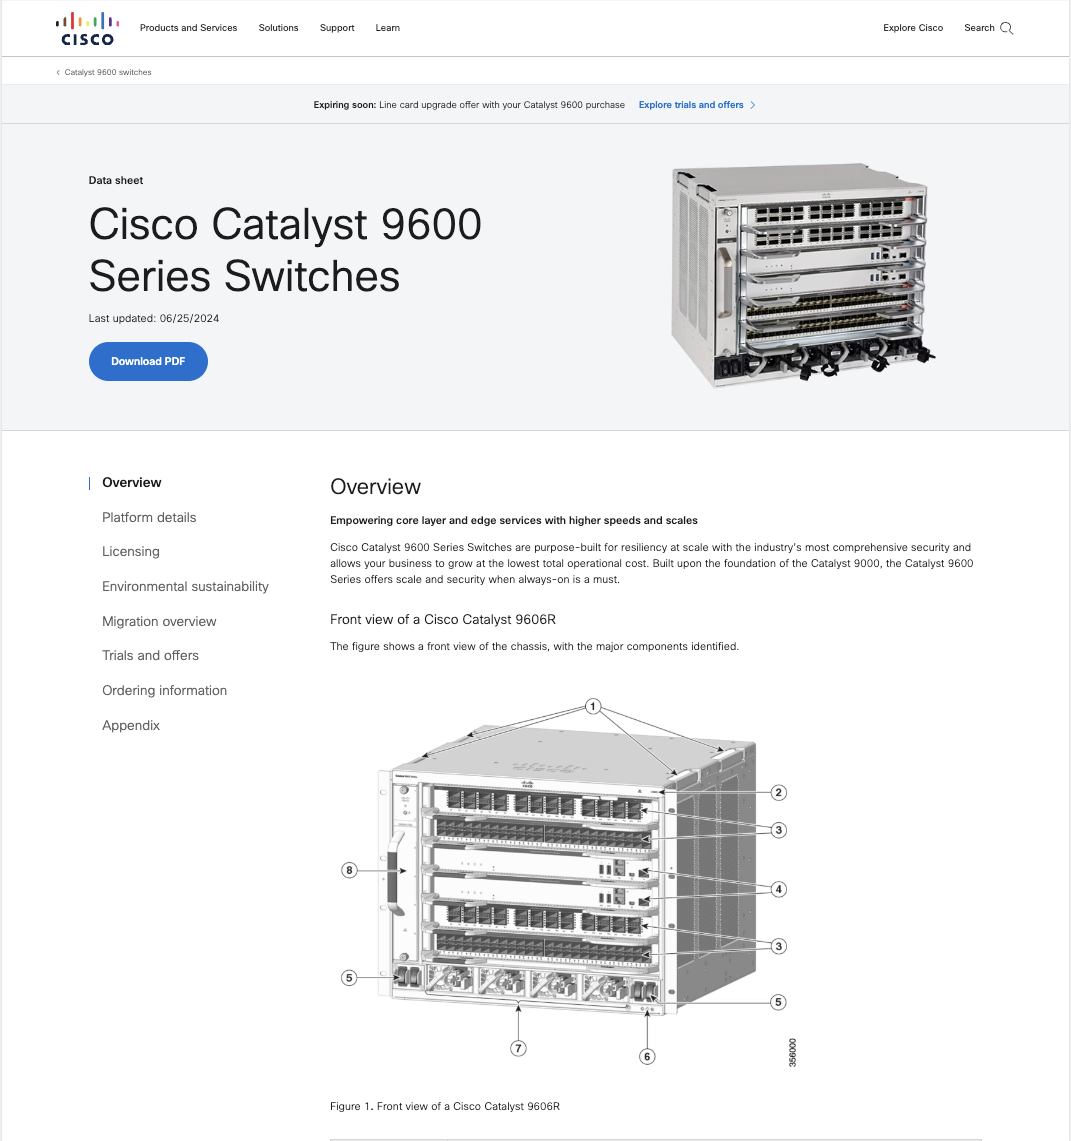 CISCO
Products and Services
Solutions
Support
Learn
Explore Cisco
Search
Catalyst 9600 switches
Expiring soon: Line card upgrade offer with your Catalyst 9600 purchase
Explore trials and offers
Data sheet
Cisco Catalyst 9600
Series Switches
Last updated: 06/25/2024
Download PDF
Overview
Platform details
Licensing
Environmental sustainability
Migration overview
Trials and offers
Ordering information
Appendix
Overview
Empowering core layer and edge services with higher speeds and scales
Cisco Catalyst 9600 Series Switches are purpose-built for resiliency at scale with the industry's most comprehensive security and
allows your business to grow at the lowest total operational cost. Built upon the foundation of the Catalyst 9000, the Catalyst 9600
Series offers scale and security when always-on is a must.
Front view of a Cisco Catalyst 9606R
The figure shows a front view of the chassis, with the major components identified.
1
2
3
8
4
3
5
5
7
6
356000
Figure 1. Front view of a Cisco Catalyst 9606R